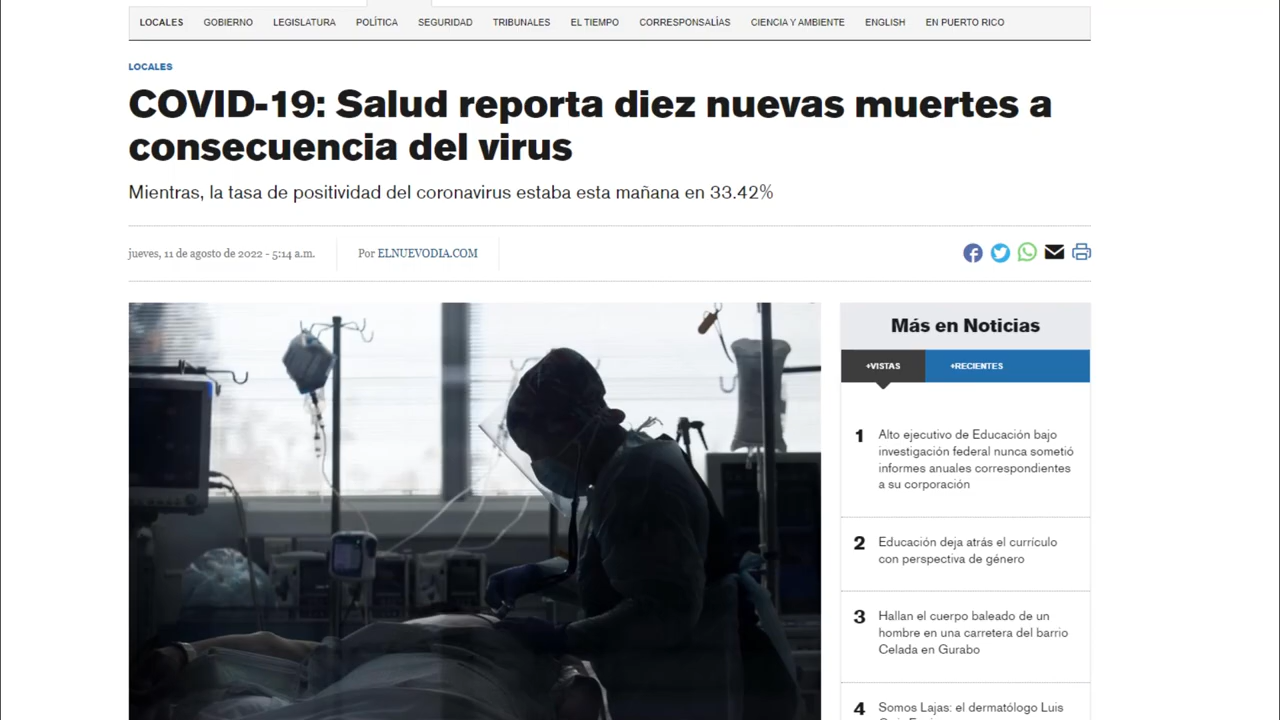 LOCALES GOBIERNO LEGISLATURA POLÍTICA SEGURIDAD TRIBUNALES EL TIEMPO CORRESPONSALÍAS CIENCIA Y AMBIENTE ENGLISH EN PUERTO RICO
LOCALES
COVID-19: Salud reporta diez nuevas muertes a
consecuencia del virus
Mientras, la tasa de positividad del coronavirus estaba esta mañana en 33.42%
jueves, 11 de agosto de 2022 - 5:14 a.m.
Por ELNUEVODIA.COM
Más en Noticias
+VISTAS +RECIENTES
1 Alto ejecutivo de Educación bajo
investigación federal nunca sometió
informes anuales correspondientes
a su corporación
2 Educación deja atrás el currículo
con perspectiva de género
3 Hallan el cuerpo baleado de un
hombre en una carretera del barrio
Celada en Gurabo
4 Somos Lajas: el dermatólogo Luis